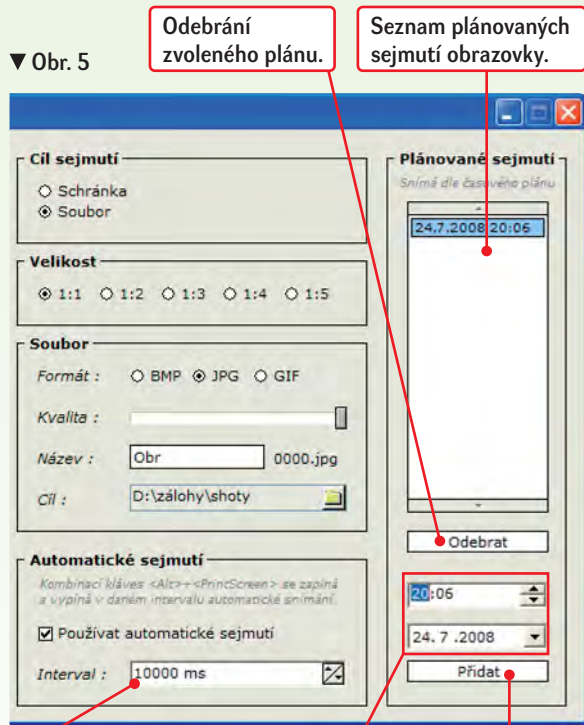 Odebrání
zvoleného plánu.
Seznam plánovaných
sejmutí obrazovky.
▼ Obr. 5
Cíl sejmutí
Schránka
Soubor
Velikost
1:1 1:2 1:3 1:4 1:5
Soubor
Formát : BMP JPG GIF
Kvalita :
Název : Obr 0000.jpg
Cíl : D:\zálohy\shoty
Automatické sejmutí
Kombinací kláves <Alt>+<PrintScreen> se zapíná
a vypíná v daném intervalu automatické snímání.
Používat automatické sejmutí
Interval : 10000 ms
Plánované sejmutí
Snímá dle časového plánu
24.7.2008 20:06
Odebrat
20:06
24. 7 .2008
Přidat